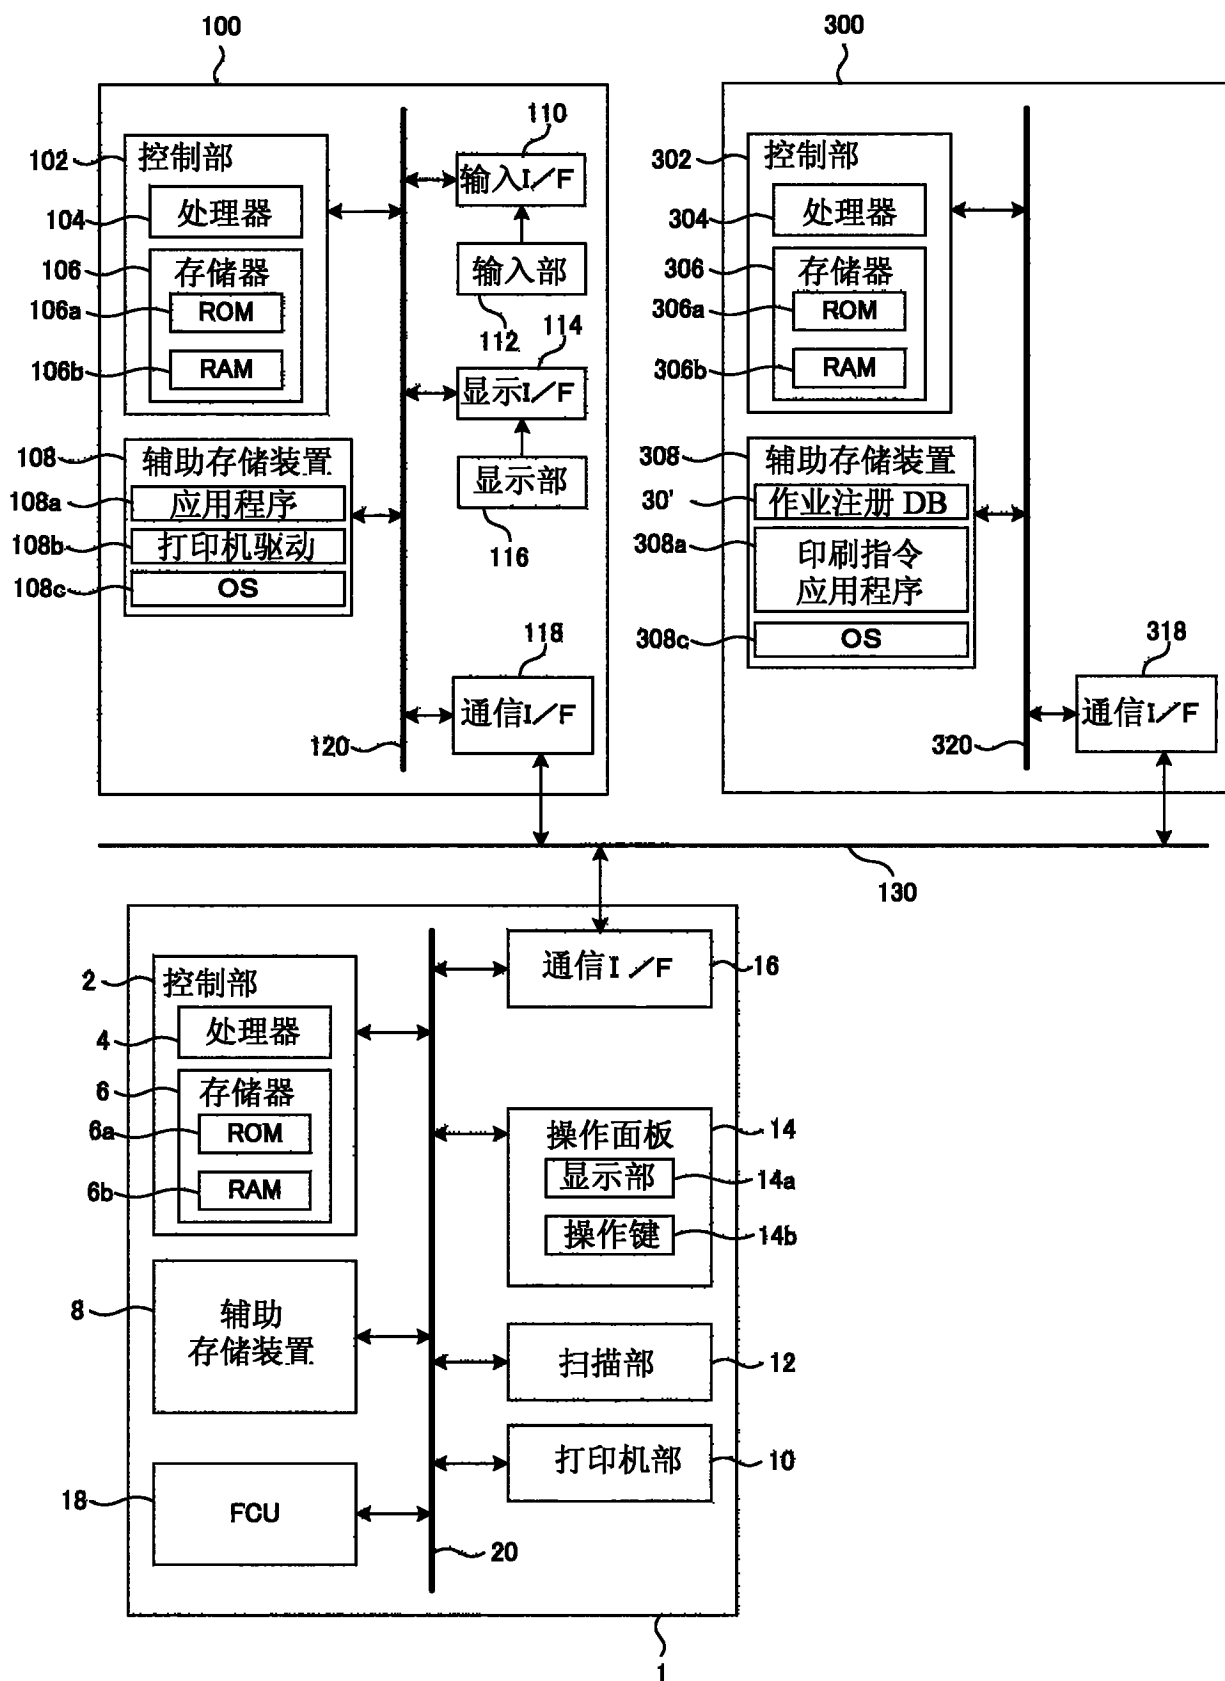 100
102
控制部
104
处理器
106
存储器
106a
ROM
106b
RAM
108
辅助存储装置
108a
应用程序
108b
打印机驱动
108c
OS
110
输入I/F
输入部
112
114
显示I/F
显示部
116
118
通信I/F
120
300
302
控制部
304
处理器
306
存储器
306a
ROM
306b
RAM
308
辅助存储装置
30'
作业注册 DB
308a
印刷指令
应用程序
308c
OS
318
通信I/F
320
130
2
控制部
4
处理器
6
存储器
6a
ROM
6b
RAM
8
辅助
存储装置
18
FCU
通信I/F
16
操作面板
14
显示部
14a
操作键
14b
扫描部
12
打印机部
10
20
1